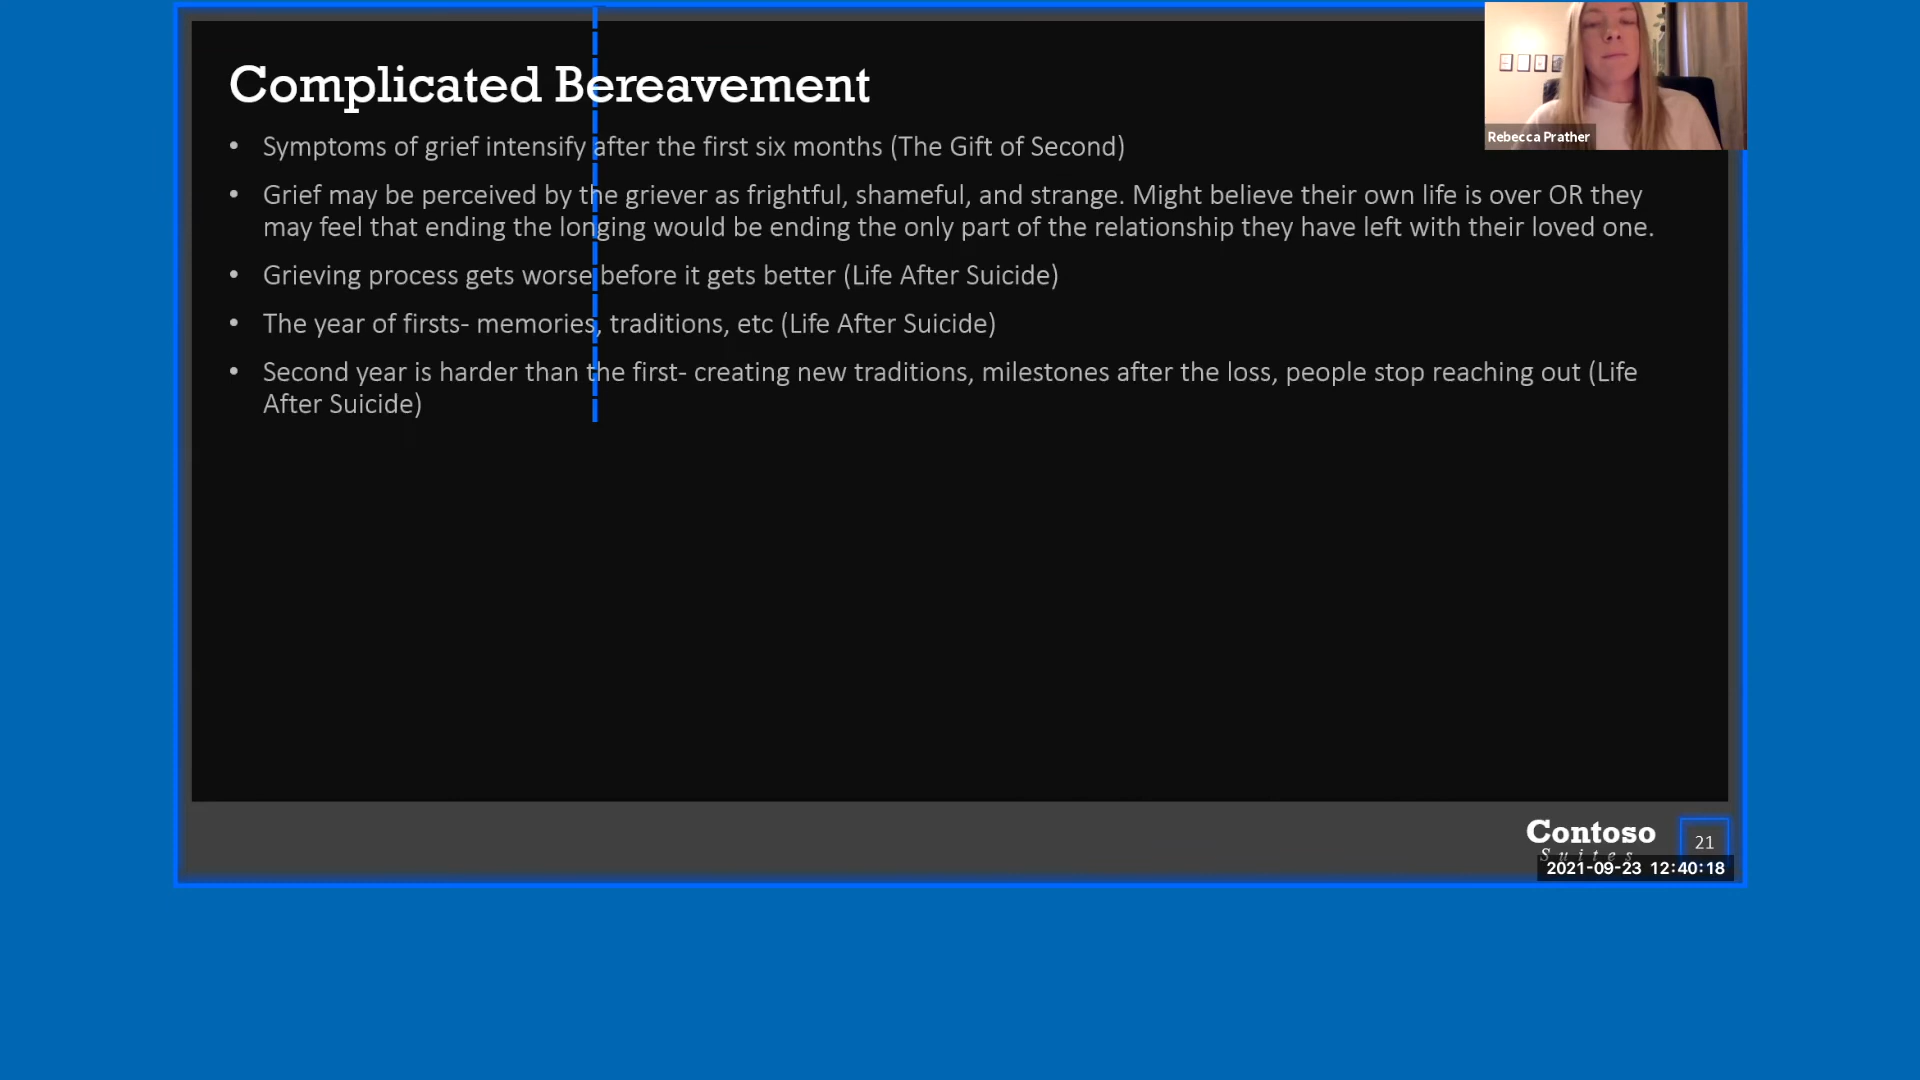 Complicated Bereavement
Rebecca Prather
• Symptoms of grief intensify after the first six months (The Gift of Second)
• Grief may be perceived by the griever as frightful, shameful, and strange. Might believe their own life is over OR they
may feel that ending the longing would be ending the only part of the relationship they have left with their loved one.
• Grieving process gets worse before it gets better (Life After Suicide)
• The year of firsts- memories, traditions, etc (Life After Suicide)
• Second year is harder than the first- creating new traditions, milestones after the loss, people stop reaching out (Life
After Suicide)
Contoso
Suites
21
2021-09-23 12:40:18